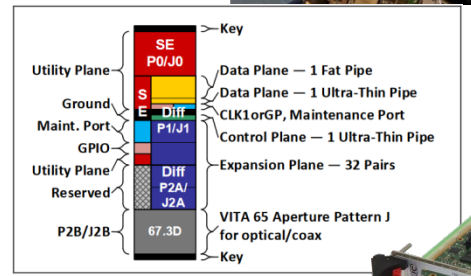 Key
SE
P0/J0
Utility Plane
Data Plane — 1 Fat Pipe
S
E
Data Plane — 1 Ultra-Thin Pipe
Ground
Diff
CLK1orGP, Maintenance Port
Maint. Port
P1/J1
Control Plane — 1 Ultra-Thin Pipe
GPIO
Expansion Plane — 32 Pairs
Utility Plane
Diff
Reserved
P2A/
J2A
P2B/J2B
67.3D
VITA 65 Aperture Pattern J
for optical/coax
Key